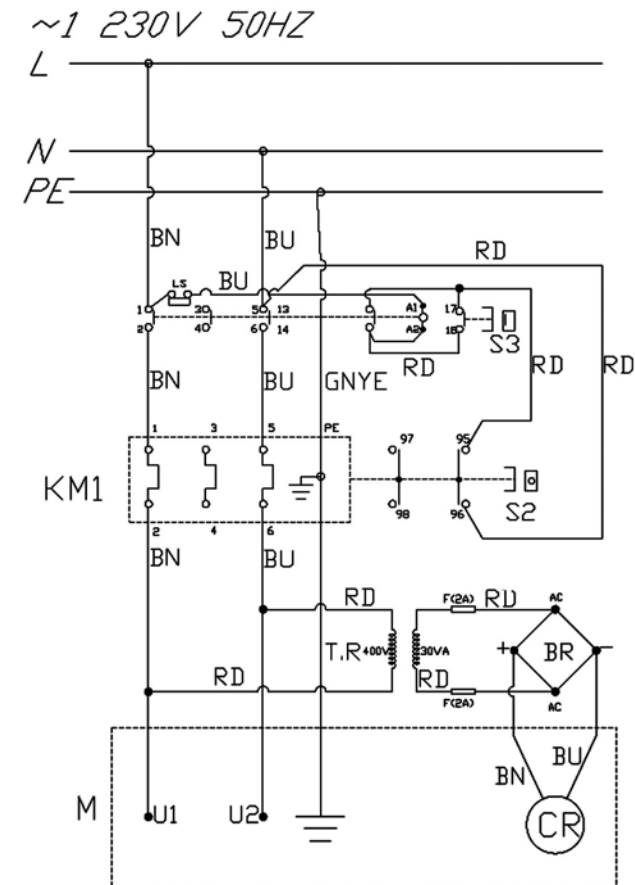 ~1 230V 50HZ
L
N
PE
BN
BU
RD
LS
BU
1
3
5
13
A1
17
2
4
6
14
A2
18
S3
RD
BN
BU
GNYE
RD
RD
1
3
5
PE
97
95
KM1
98
96
S2
2
4
6
BN
BU
RD
F(2A)
RD
AC
T.R
400V
30VA
+
BR
−
RD
RD
F(2A)
AC
BN
BU
M
U1
U2
CR